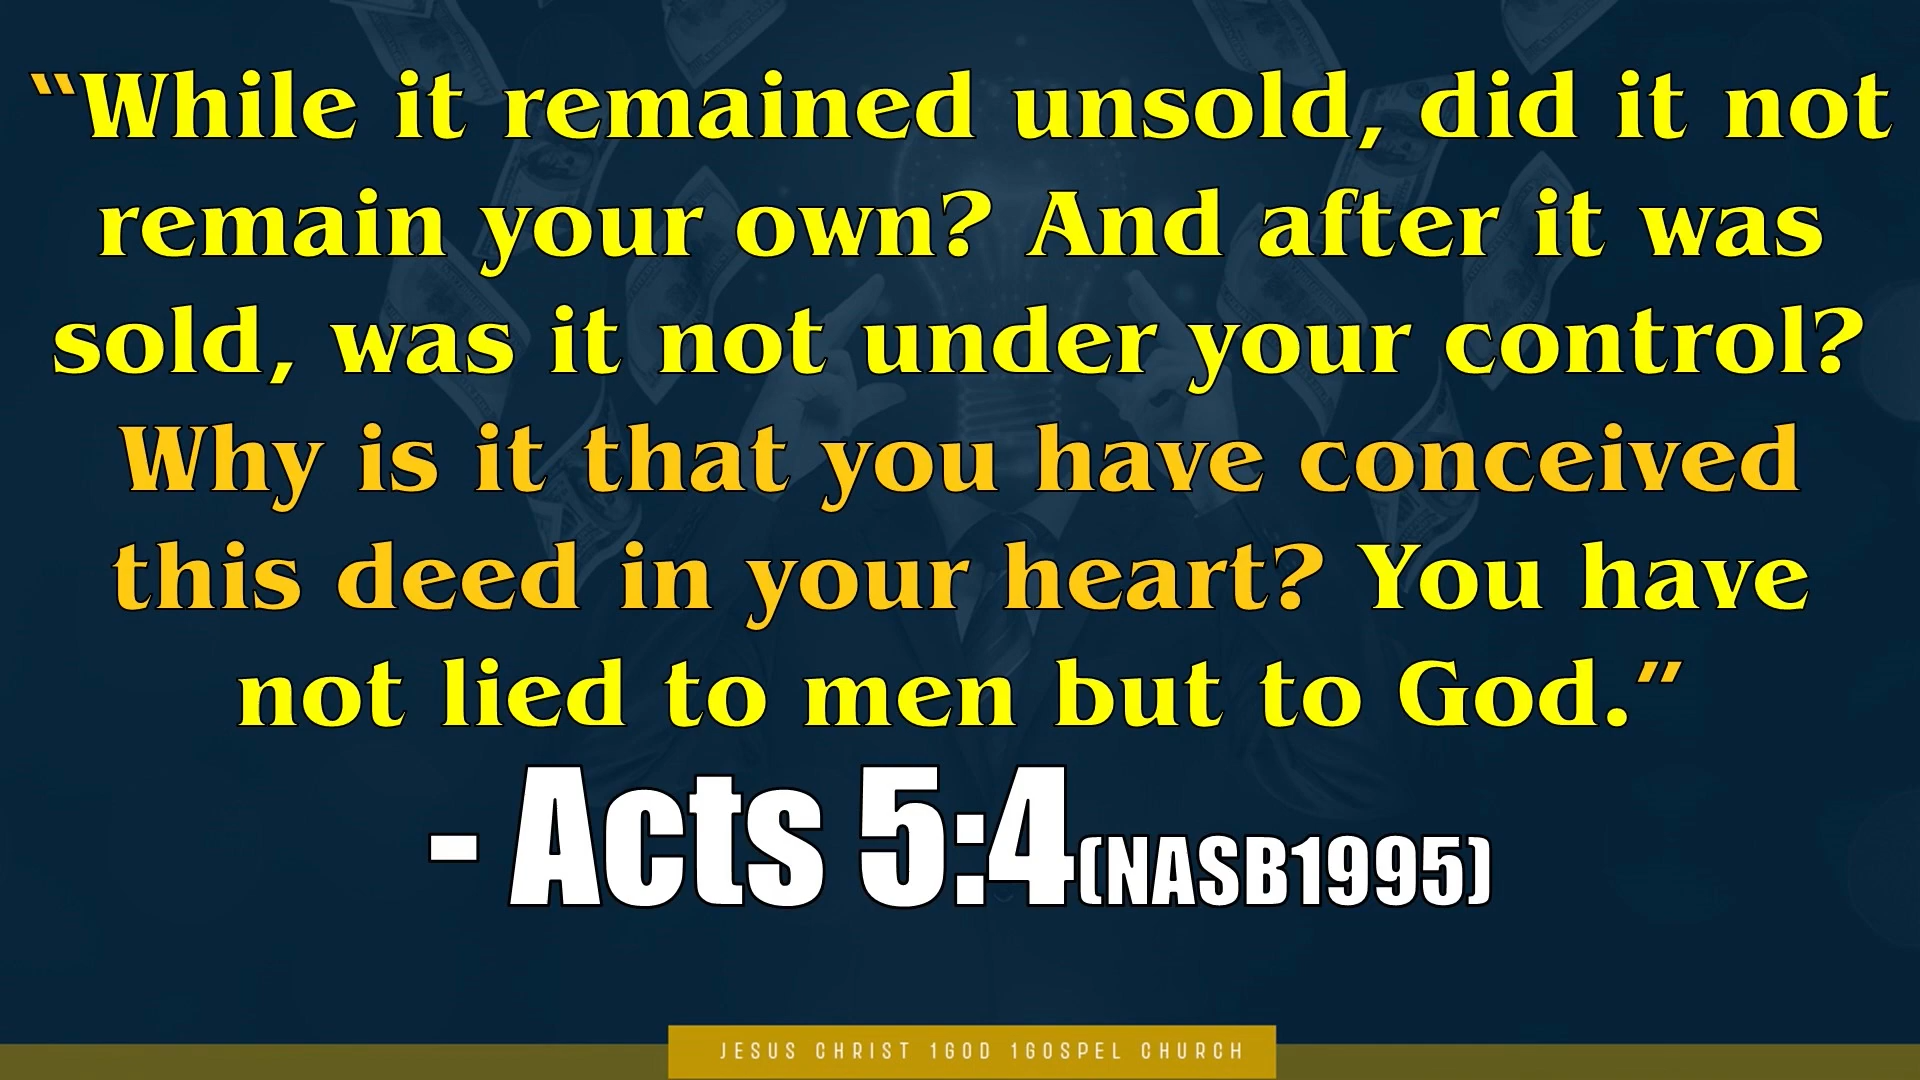 “While it remained unsold, did it not
remain your own? And after it was
sold, was it not under your control?
Why is it that you have conceived
this deed in your heart? You have
not lied to men but to God.”
- Acts 5:4(NASB1995)
JESUS CHRIST 1GOD 1GOSPEL CHURCH